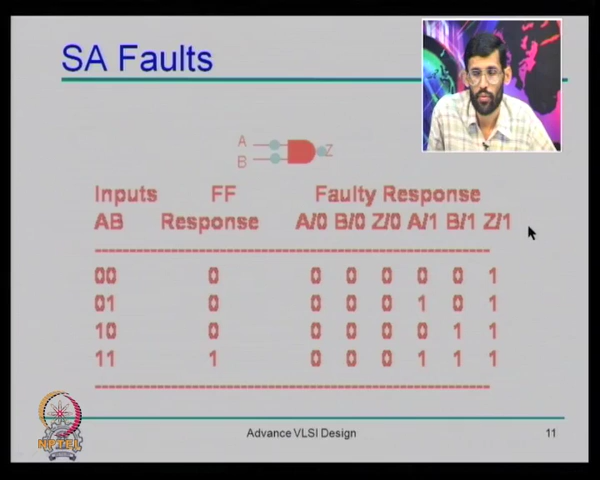 SA Faults
A
B
Z
Inputs FF Faulty Response
AB Response A/0 B/0 Z/0 A/1 B/1 Z/1
00 0 0 0 0 0 0 1
01 0 0 0 0 1 0 1
10 0 0 0 0 0 1 1
11 1 0 0 0 1 1 1
NPTEL
Advance VLSI Design
11